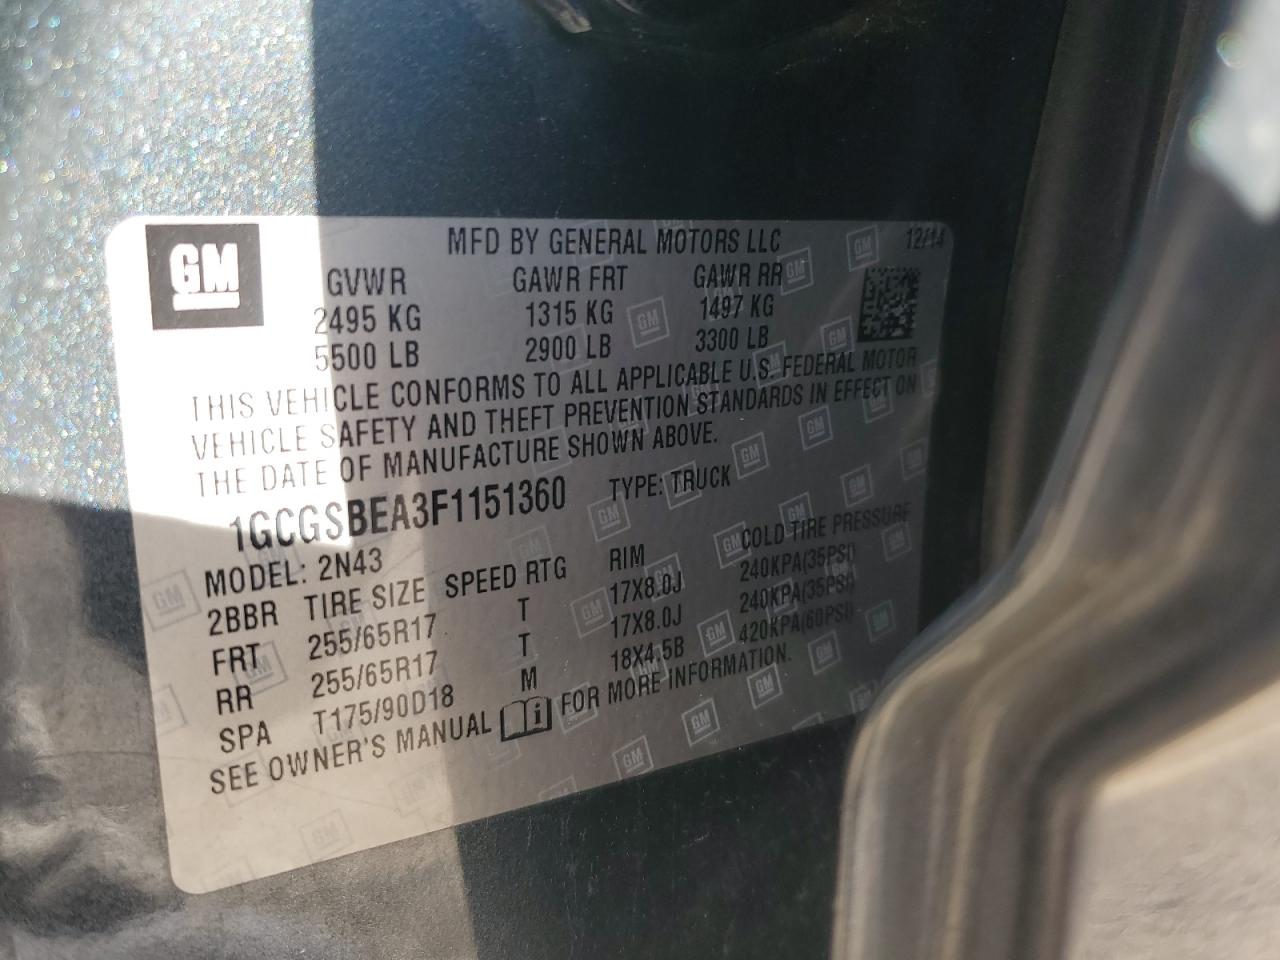 GM
MFD BY GENERAL MOTORS LLC 12/14
GVWR GAWR FRT GAWR RR
2495 KG 1315 KG 1497 KG
5500 LB 2900 LB 3300 LB
THIS VEHICLE CONFORMS TO ALL APPLICABLE U.S. FEDERAL MOTOR
VEHICLE SAFETY AND THEFT PREVENTION STANDARDS IN EFFECT ON
THE DATE OF MANUFACTURE SHOWN ABOVE.
1GCGSBEA3F1151360 TYPE: TRUCK
MODEL: 2N43
2BBR TIRE SIZE SPEED RTG RIM COLD TIRE PRESSURE
FRT 255/65R17 T 17X8.0J 240KPA(35PSI)
RR 255/65R17 T 17X8.0J 240KPA(35PSI)
SPA T175/90D18 M 18X4.5B 420KPA(60PSI)
SEE OWNER'S MANUAL i FOR MORE INFORMATION.